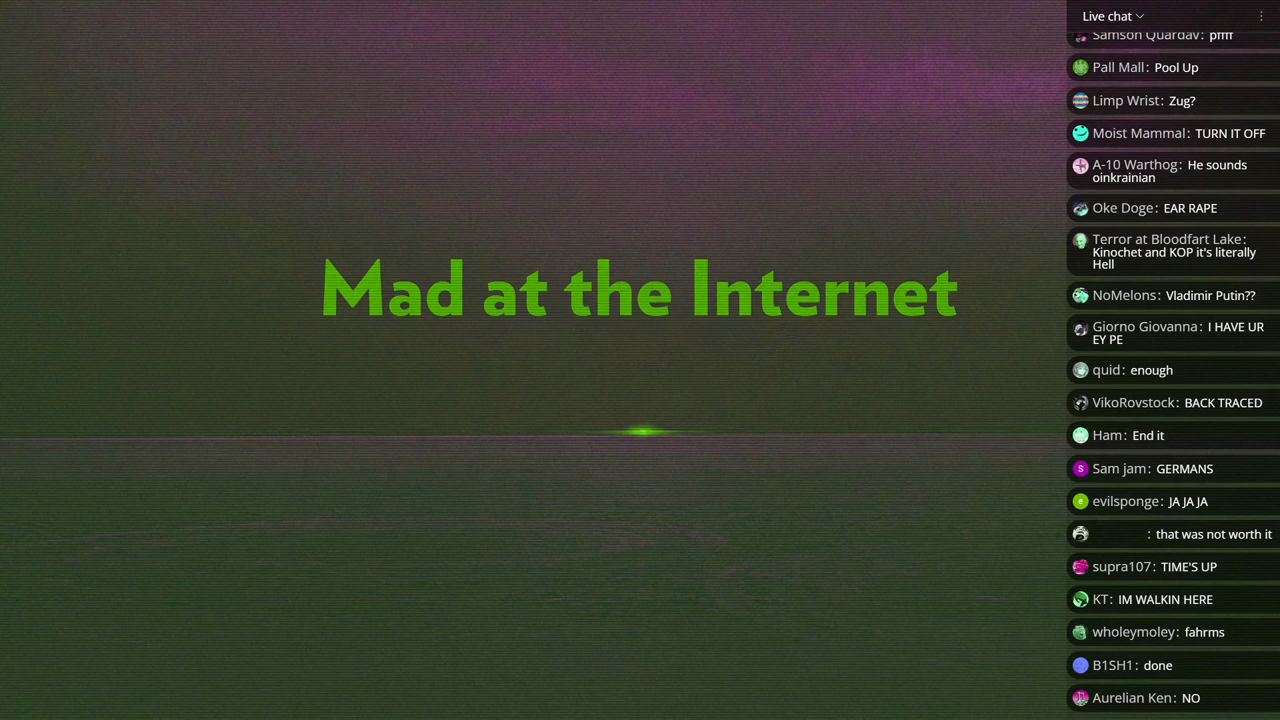 Live chat
Samson Quardav: pffff
Pall Mall: Pool Up
Limp Wrist: Zug?
Moist Mammal: TURN IT OFF
A-10 Warthog: He sounds
oinkrainian
Mad at the Internet
Oke Doge: EAR RAPE
Terror at Bloodfart Lake:
Kinochet and KOP it's literally
Hell
NoMelons: Vladimir Putin??
Giorno Giovanna: I HAVE UR
EY PE
quid: enough
VikoRovstock: BACK TRACED
Ham: End it
S Sam jam: GERMANS
e evilsponge: JA JA JA
: that was not worth it
supra107: TIME'S UP
KT: IM WALKIN HERE
wholeymoley: fahrms
B1SH1: done
Aurelian Ken: NO